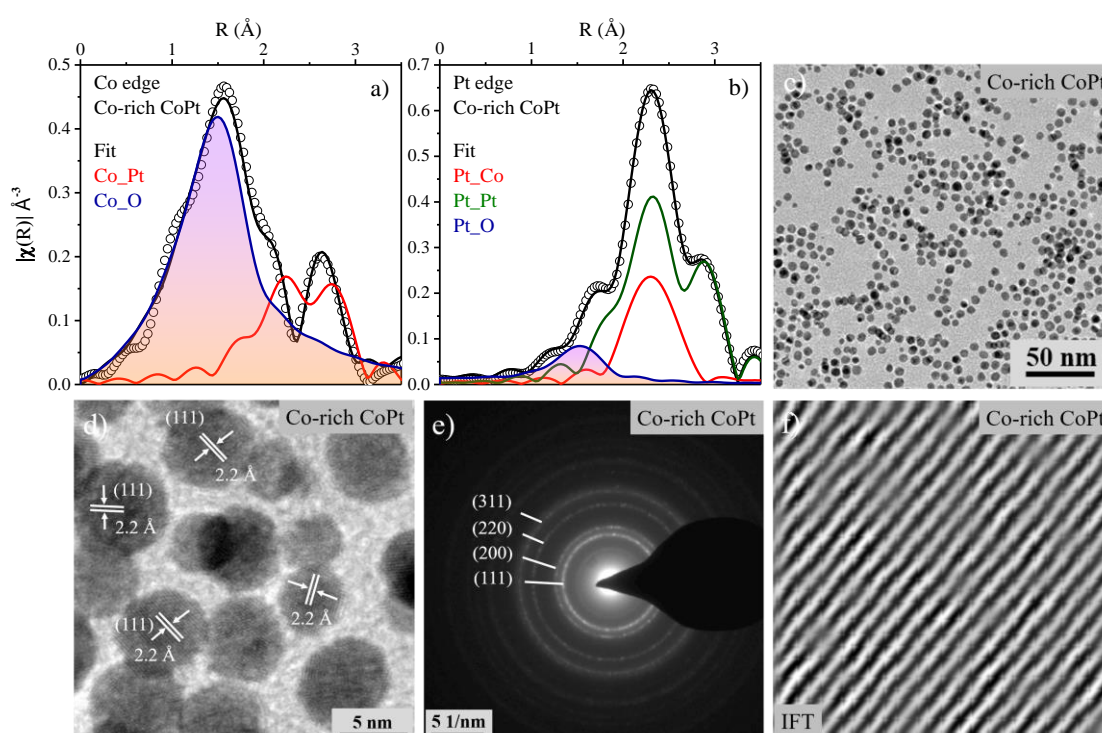 R (Å)
0 1 2 3
Co edge
a)
Co-rich CoPt
Fit
Co_Pt
Co_O
|χ(R)| Å⁻³
0.5
0.4
0.3
0.2
0.1
0.0
R (Å)
0 1 2 3
Pt edge
b)
Co-rich CoPt
Fit
Pt_Co
Pt_Pt
Pt_O
0.7
0.6
0.5
0.4
0.3
0.2
0.1
0.0
c)
Co-rich CoPt
50 nm
d)
Co-rich CoPt
(111)
2.2 Å
(111)
2.2 Å
(111)
2.2 Å
2.2 Å
5 nm
e)
Co-rich CoPt
(311)
(220)
(200)
(111)
5 1/nm
f)
Co-rich CoPt
IFT